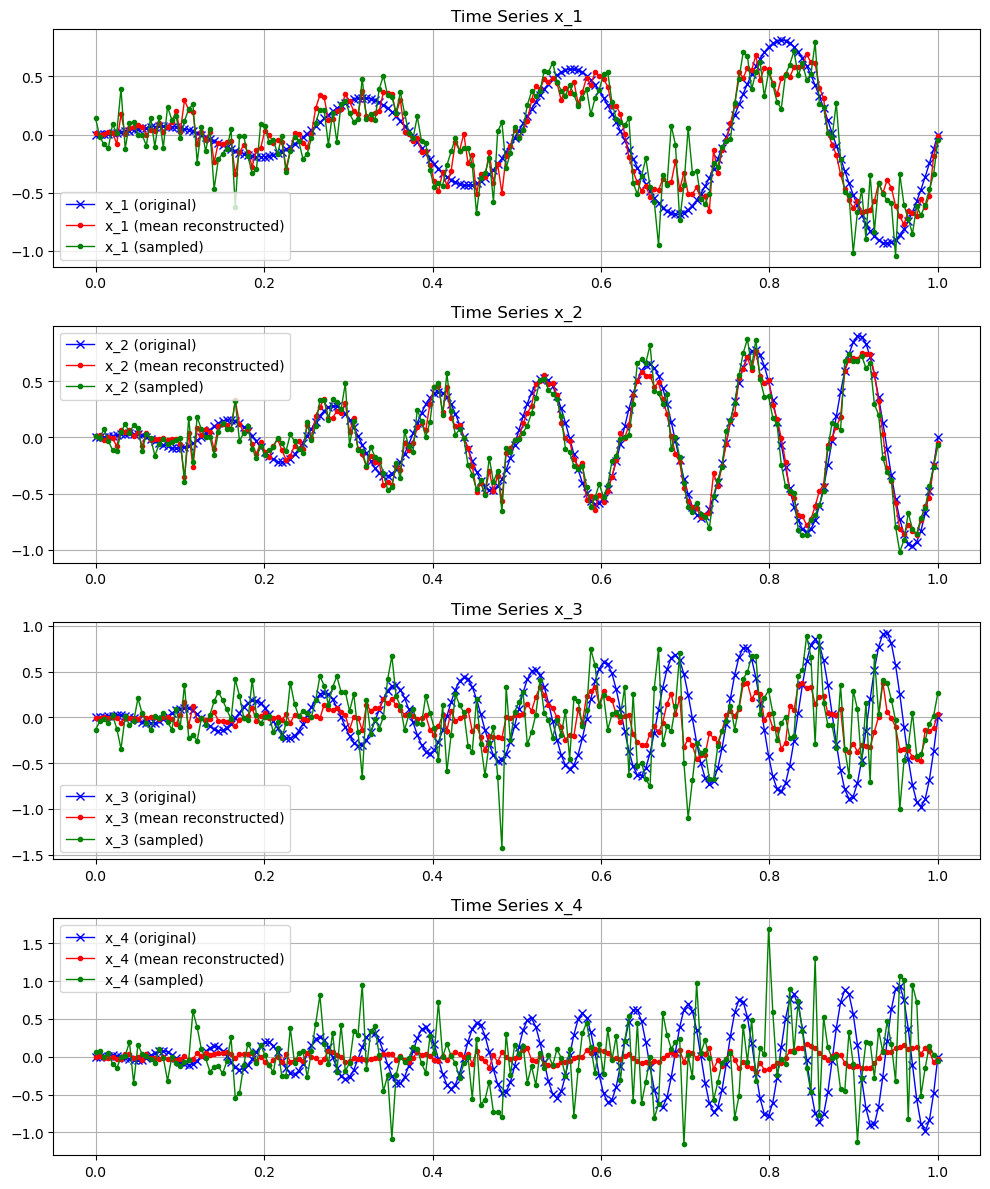 Time Series x_1
0.5
0.0
−0.5
−1.0
x_1 (original)
x_1 (mean reconstructed)
x_1 (sampled)
0.0 0.2 0.4 0.6 0.8 1.0
Time Series x_2
0.5
0.0
−0.5
−1.0
x_2 (original)
x_2 (mean reconstructed)
x_2 (sampled)
0.0 0.2 0.4 0.6 0.8 1.0
Time Series x_3
1.0
0.5
0.0
−0.5
−1.0
−1.5
x_3 (original)
x_3 (mean reconstructed)
x_3 (sampled)
0.0 0.2 0.4 0.6 0.8 1.0
Time Series x_4
1.5
1.0
0.5
0.0
−0.5
−1.0
x_4 (original)
x_4 (mean reconstructed)
x_4 (sampled)
0.0 0.2 0.4 0.6 0.8 1.0